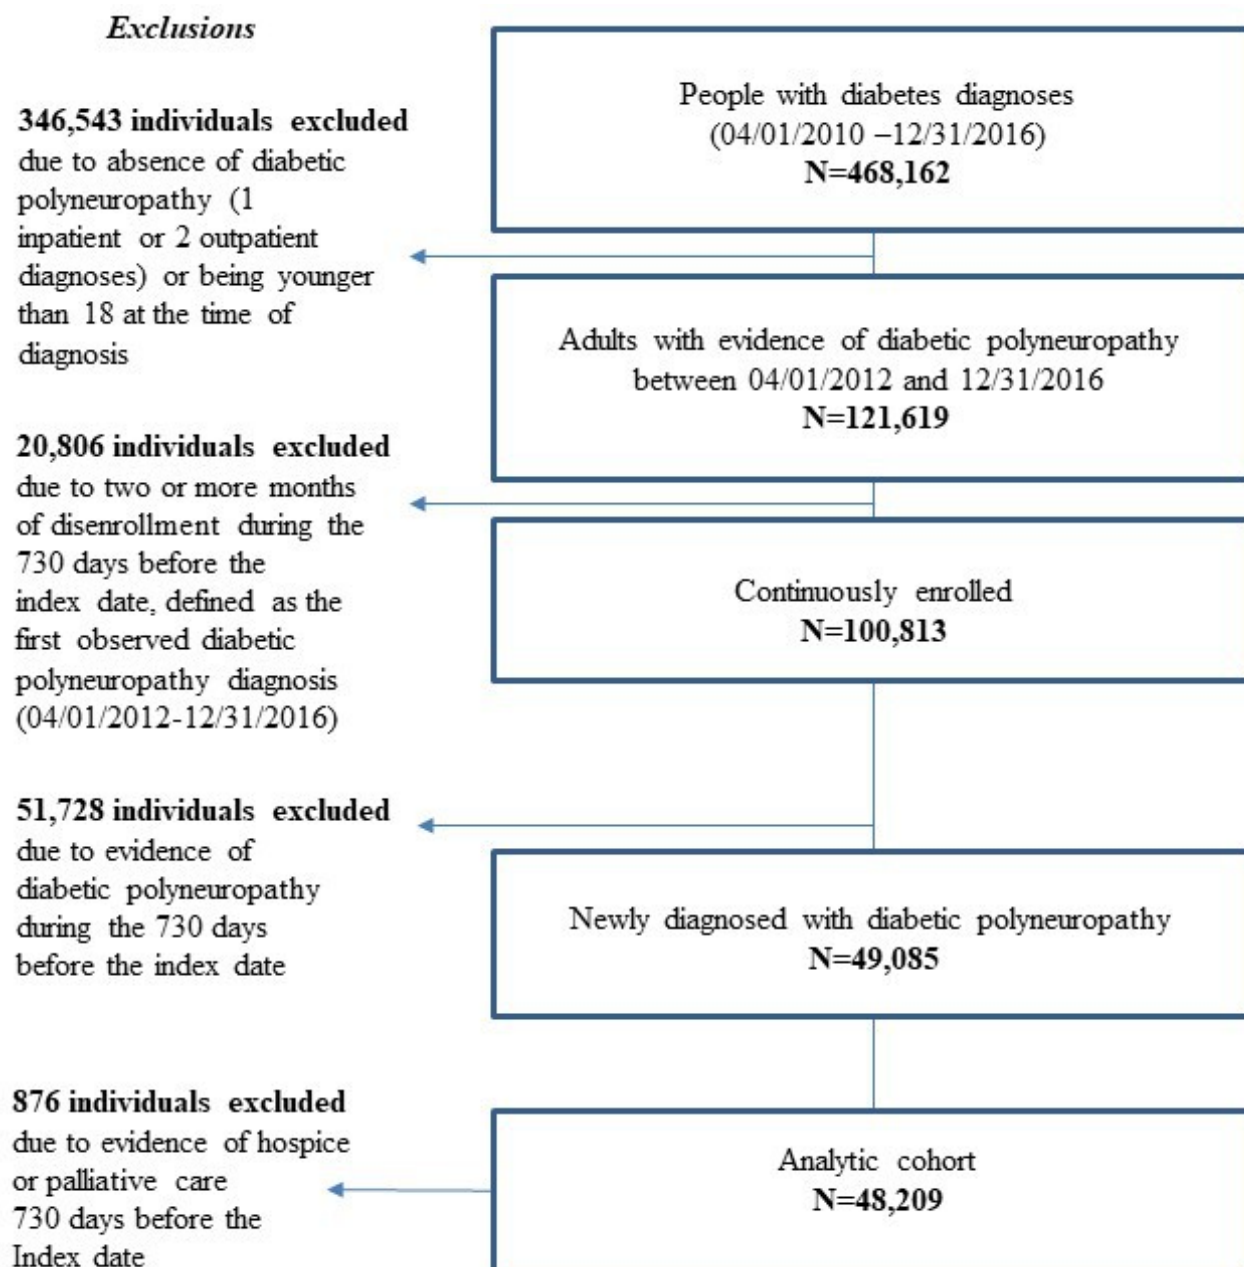 Exclusions
346,543 individuals excluded
due to absence of diabetic
polyneuropathy (1
inpatient or 2 outpatient
diagnoses) or being younger
than 18 at the time of
diagnosis
20,806 individuals excluded
due to two or more months
of disenrollment during the
730 days before the
index date, defined as the
first observed diabetic
polyneuropathy diagnosis
(04/01/2012-12/31/2016)
51,728 individuals excluded
due to evidence of
diabetic polyneuropathy
during the 730 days
before the index date
876 individuals excluded
due to evidence of hospice
or palliative care
730 days before the
Index date
People with diabetes diagnoses
(04/01/2010 –12/31/2016)
N=468,162
Adults with evidence of diabetic polyneuropathy
between 04/01/2012 and 12/31/2016
N=121,619
Continuously enrolled
N=100,813
Newly diagnosed with diabetic polyneuropathy
N=49,085
Analytic cohort
N=48,209